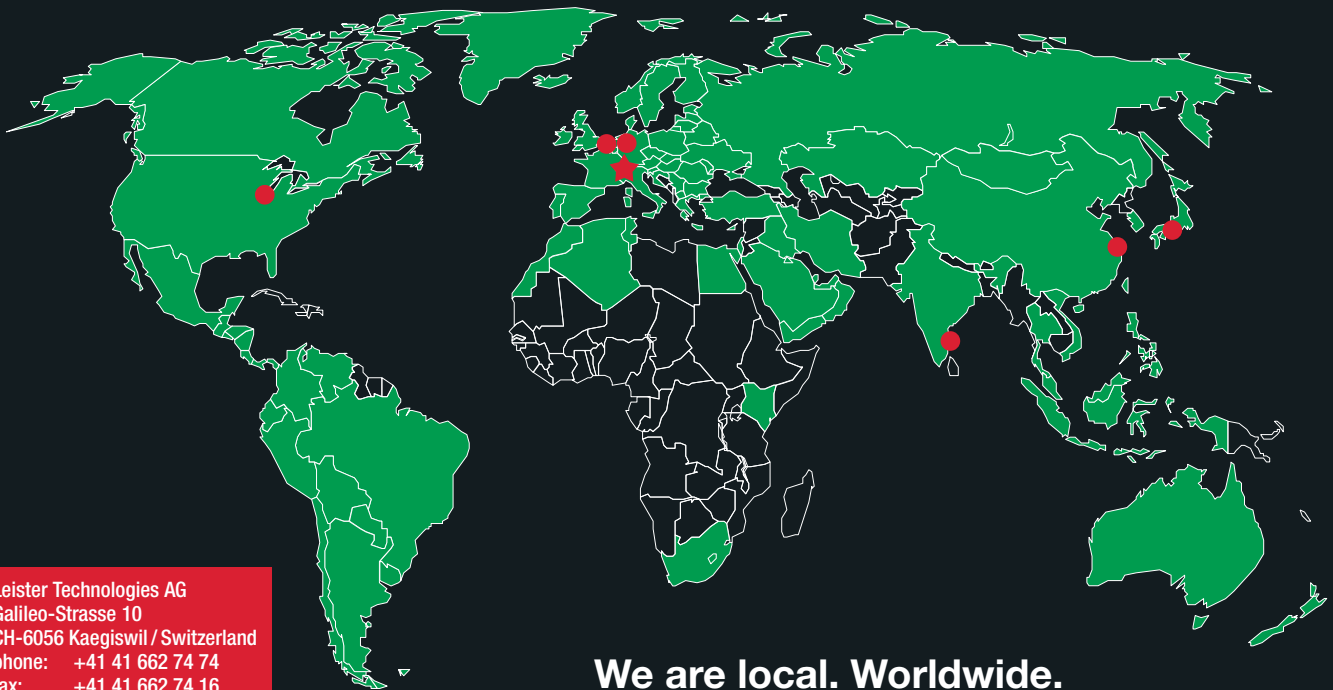 Leister Technologies AG
Galileo-Strasse 10
CH-6056 Kaegiswil / Switzerland
phone: +41 41 662 74 74
fax: +41 41 662 74 16
We are local. Worldwide.